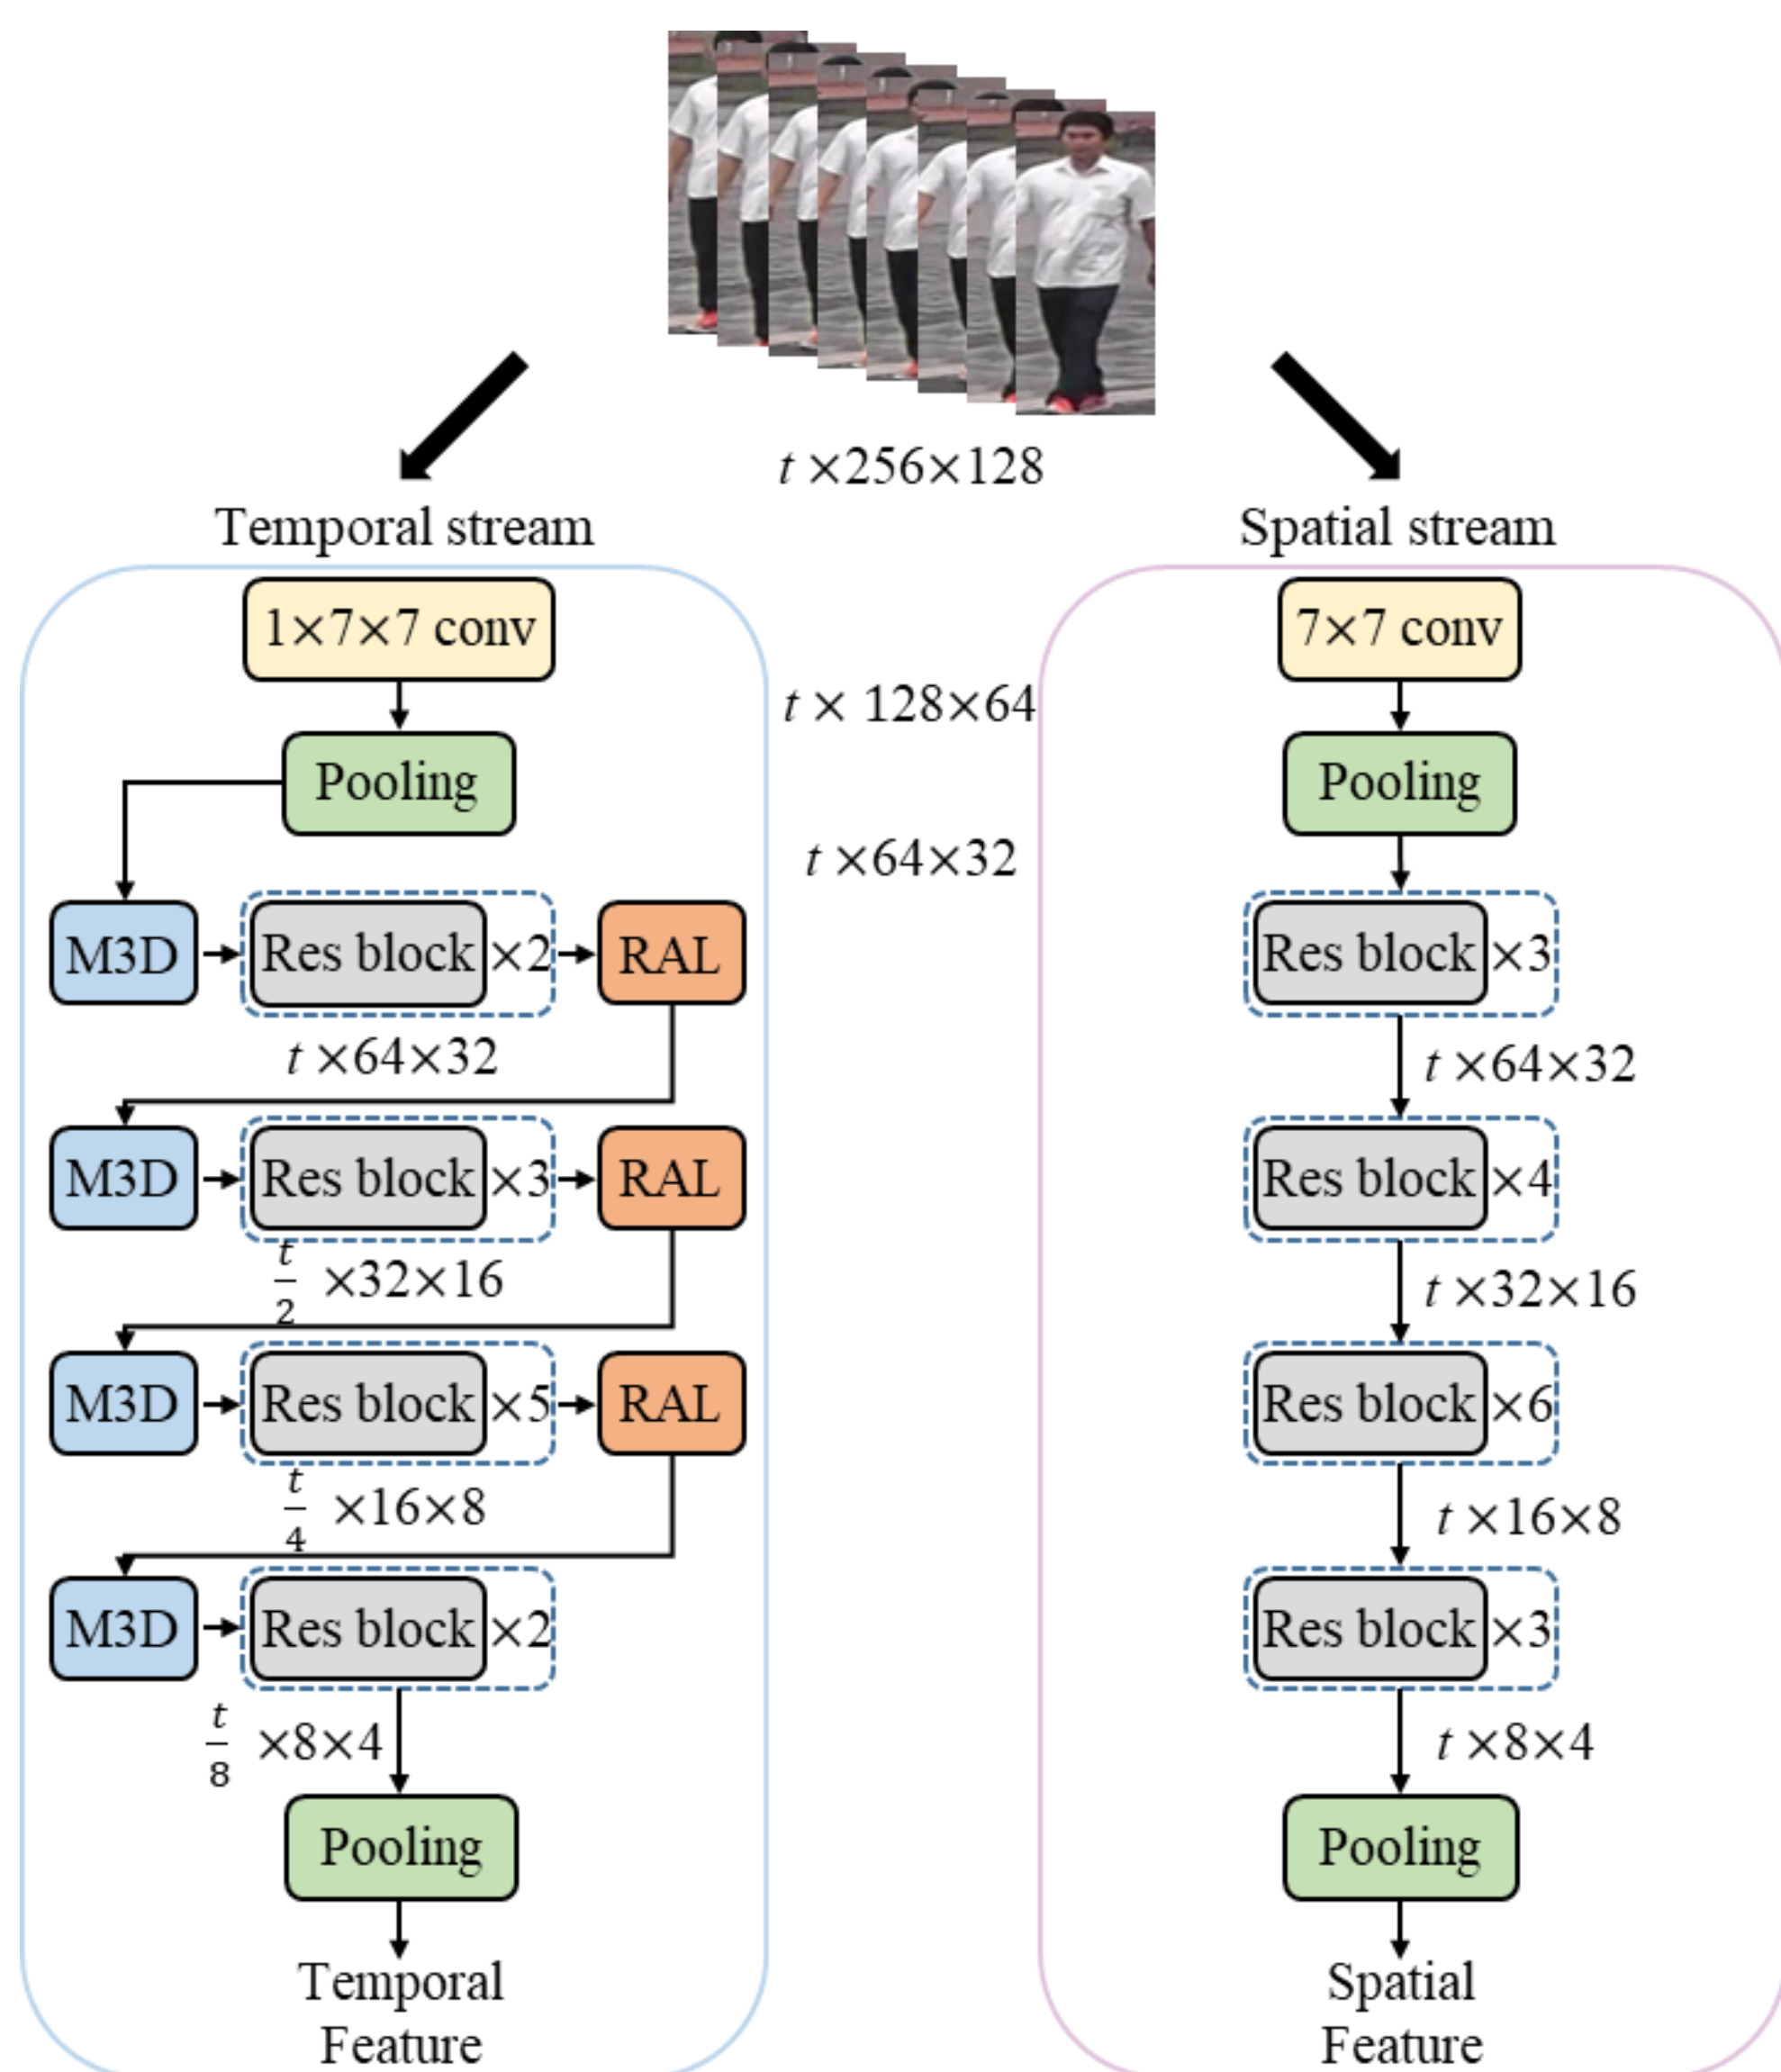 t ×256×128
Temporal stream
1×7×7 conv
Pooling
M3D
Res block ×2
RAL
t ×64×32
M3D
Res block ×3
RAL
t/2 ×32×16
M3D
Res block ×5
RAL
t/4 ×16×8
M3D
Res block ×2
t/8 ×8×4
Pooling
Temporal
Feature
t × 128×64
t ×64×32
Spatial stream
7×7 conv
Pooling
Res block ×3
t ×64×32
Res block ×4
t ×32×16
Res block ×6
t ×16×8
Res block ×3
t ×8×4
Pooling
Spatial
Feature